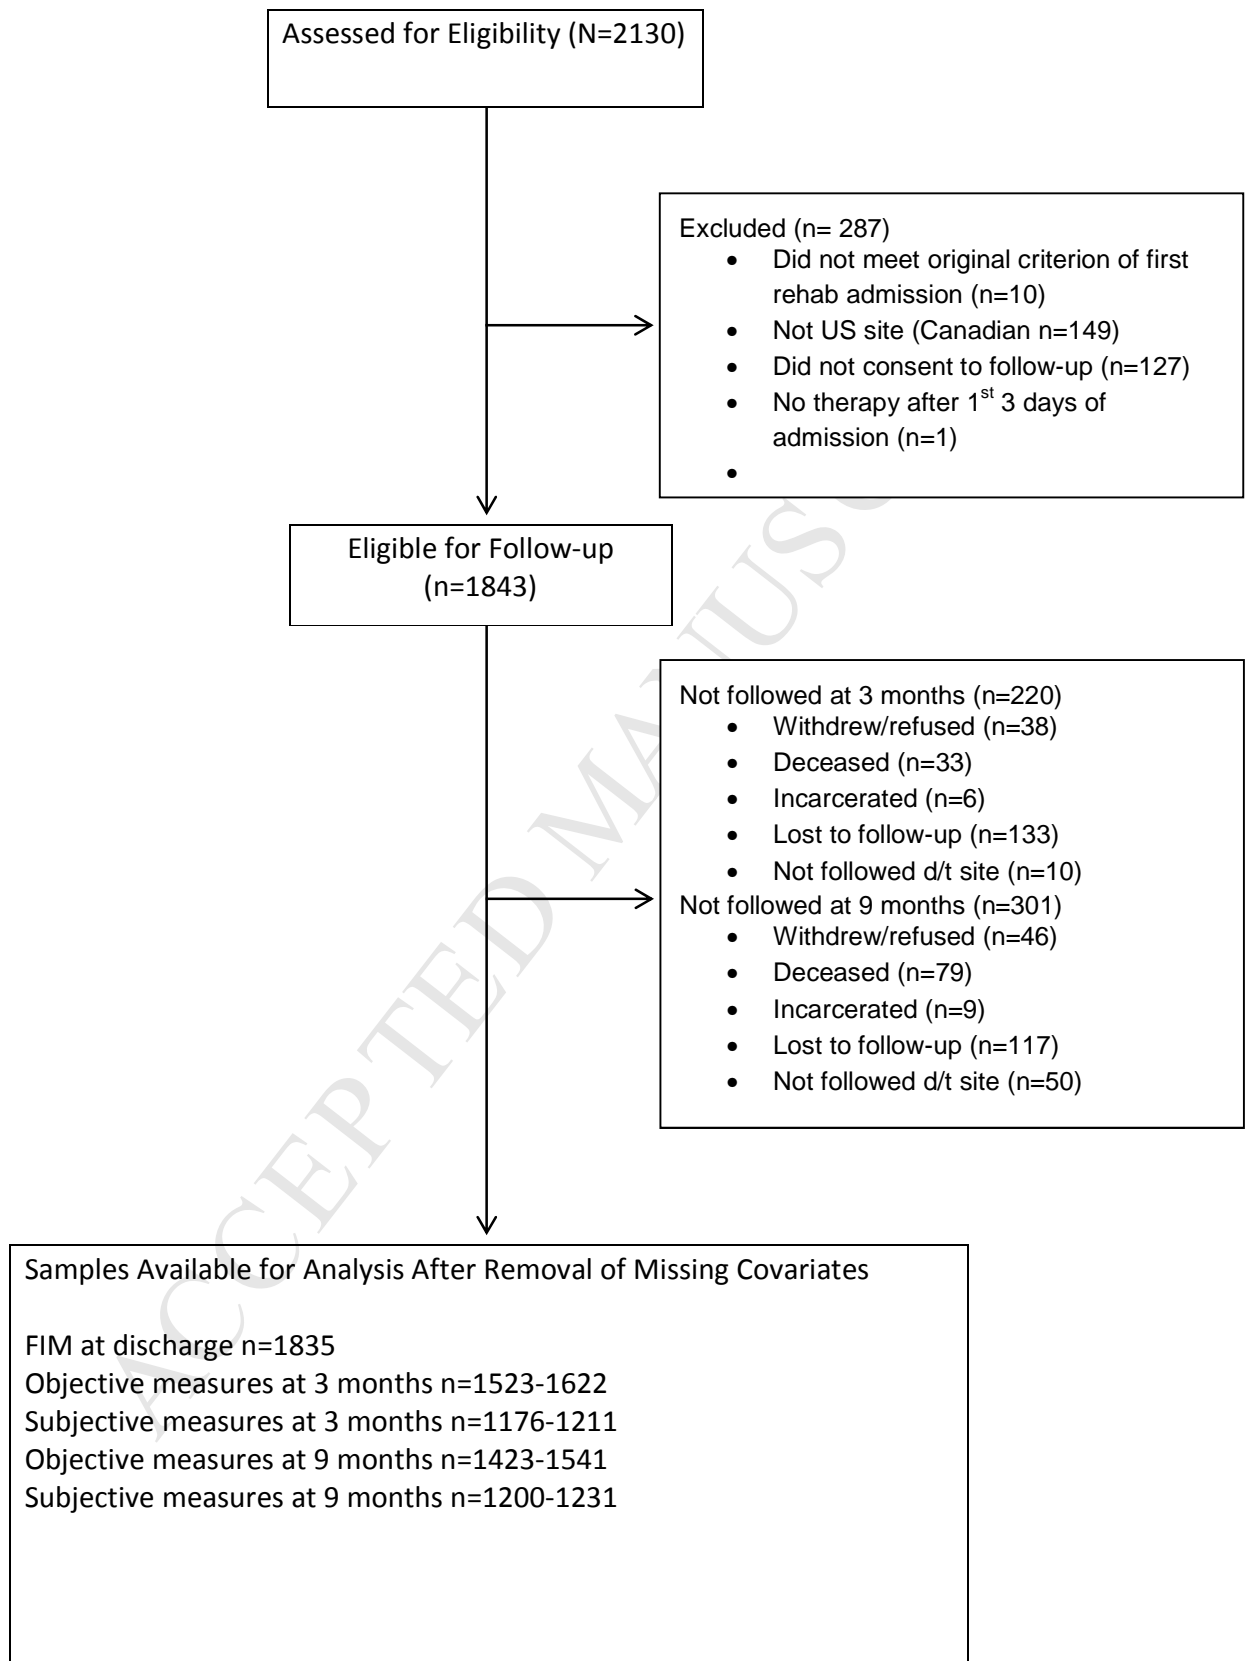 Assessed for Eligibility (N=2130)
Excluded (n= 287)
• Did not meet original criterion of first
rehab admission (n=10)
• Not US site (Canadian n=149)
• Did not consent to follow-up (n=127)
• No therapy after 1st 3 days of
admission (n=1)
•
Eligible for Follow-up
(n=1843)
Not followed at 3 months (n=220)
• Withdrew/refused (n=38)
• Deceased (n=33)
• Incarcerated (n=6)
• Lost to follow-up (n=133)
• Not followed d/t site (n=10)
Not followed at 9 months (n=301)
• Withdrew/refused (n=46)
• Deceased (n=79)
• Incarcerated (n=9)
• Lost to follow-up (n=117)
• Not followed d/t site (n=50)
Samples Available for Analysis After Removal of Missing Covariates
FIM at discharge n=1835
Objective measures at 3 months n=1523-1622
Subjective measures at 3 months n=1176-1211
Objective measures at 9 months n=1423-1541
Subjective measures at 9 months n=1200-1231
ACCEPTED